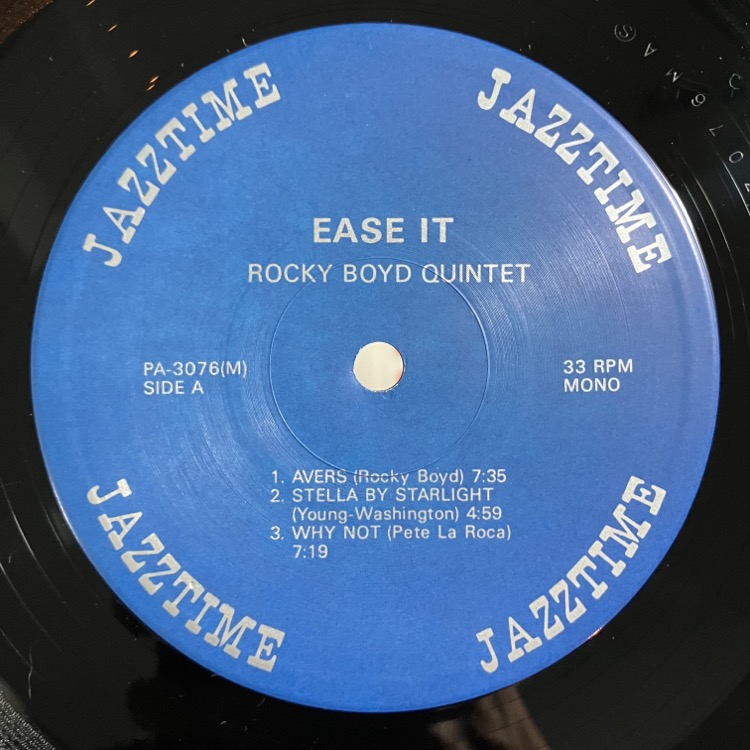 JAZZTIME
JAZZTIME
EASE IT
ROCKY BOYD QUINTET
PA-3076(M)
SIDE A
33 RPM
MONO
1. AVERS (Rocky Boyd) 7:35
2. STELLA BY STARLIGHT
(Young-Washington) 4:59
3. WHY NOT (Pete La Roca)
7:19
JAZZTIME
JAZZTIME